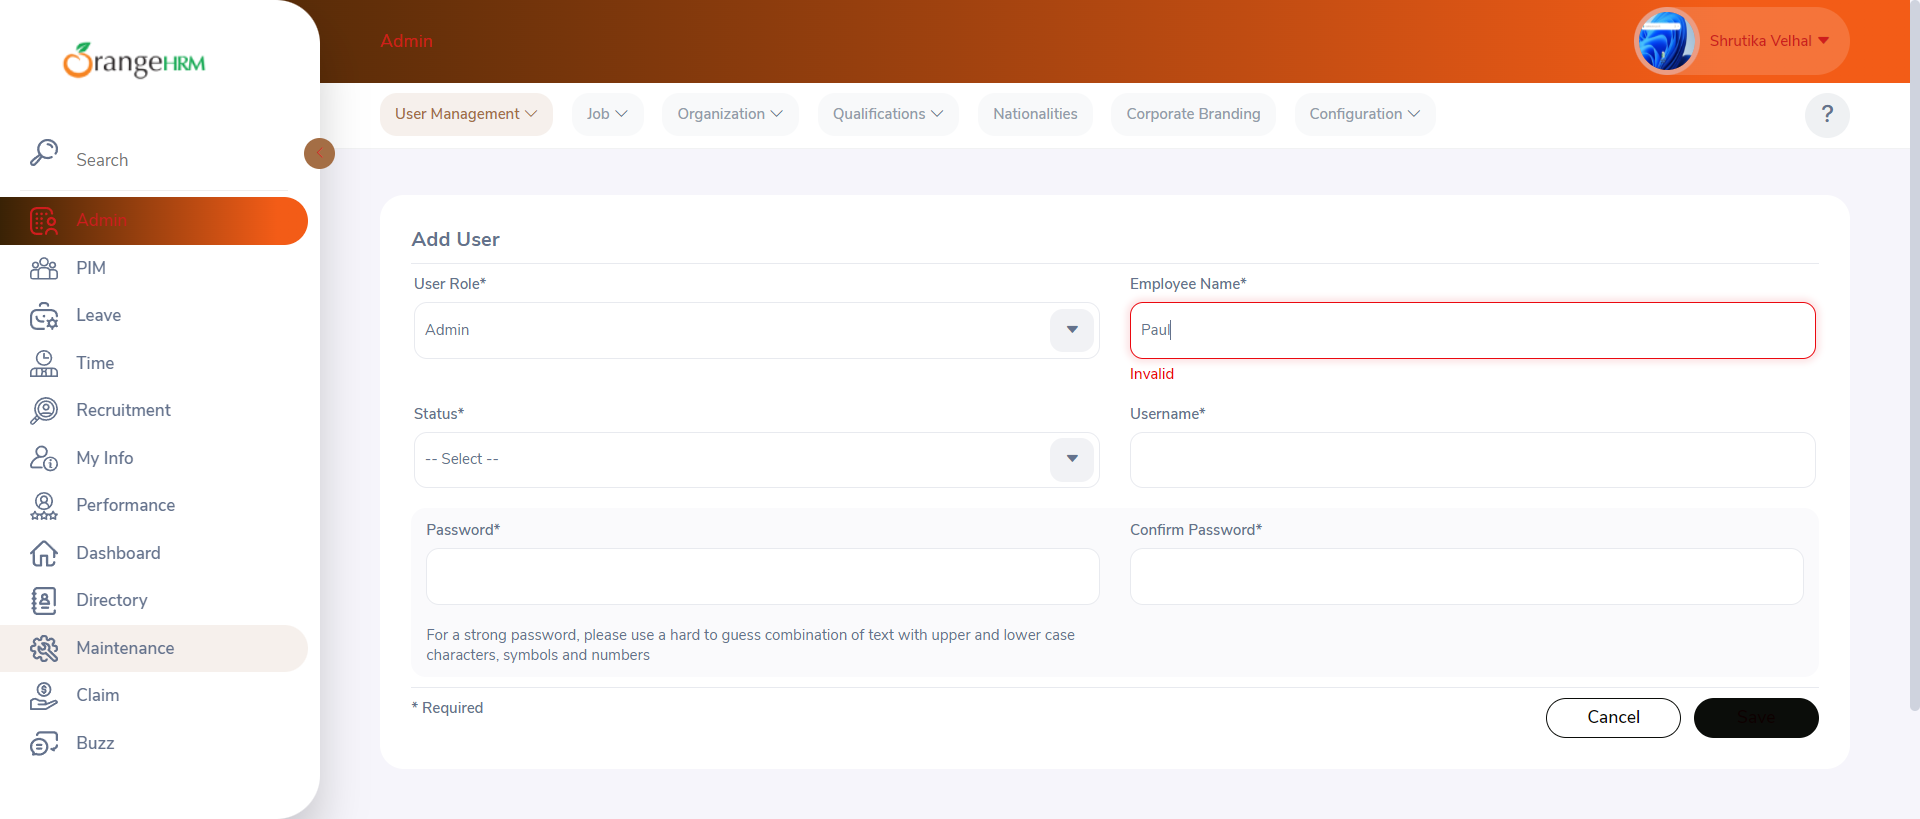 OrangeHRM
Admin
Shrutika Velhal
User Management
Job
Organization
Qualifications
Nationalities
Corporate Branding
Configuration
?
Search
Admin
PIM
Leave
Time
Recruitment
My Info
Performance
Dashboard
Directory
Maintenance
Claim
Buzz
Add User
User Role*
Employee Name*
Admin
Paul
Invalid
Status*
Username*
-- Select --
Password*
Confirm Password*
For a strong password, please use a hard to guess combination of text with upper and lower case
characters, symbols and numbers
* Required
Cancel
Save